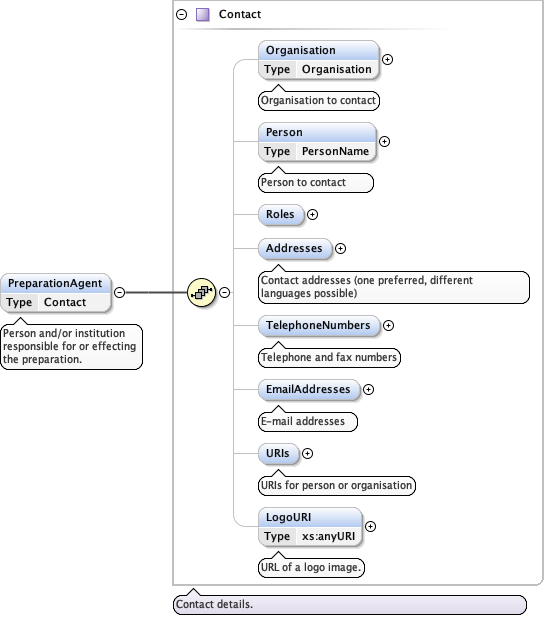 Contact
Organisation
Type Organisation
Organisation to contact
Person
Type PersonName
Person to contact
Roles
Addresses
Contact addresses (one preferred, different
languages possible)
PreparationAgent
Type Contact
Person and/or institution
responsible for or effecting
the preparation.
TelephoneNumbers
Telephone and fax numbers
EmailAddresses
E-mail addresses
URIs
URIs for person or organisation
LogoURI
Type xs:anyURI
URL of a logo image.
Contact details.